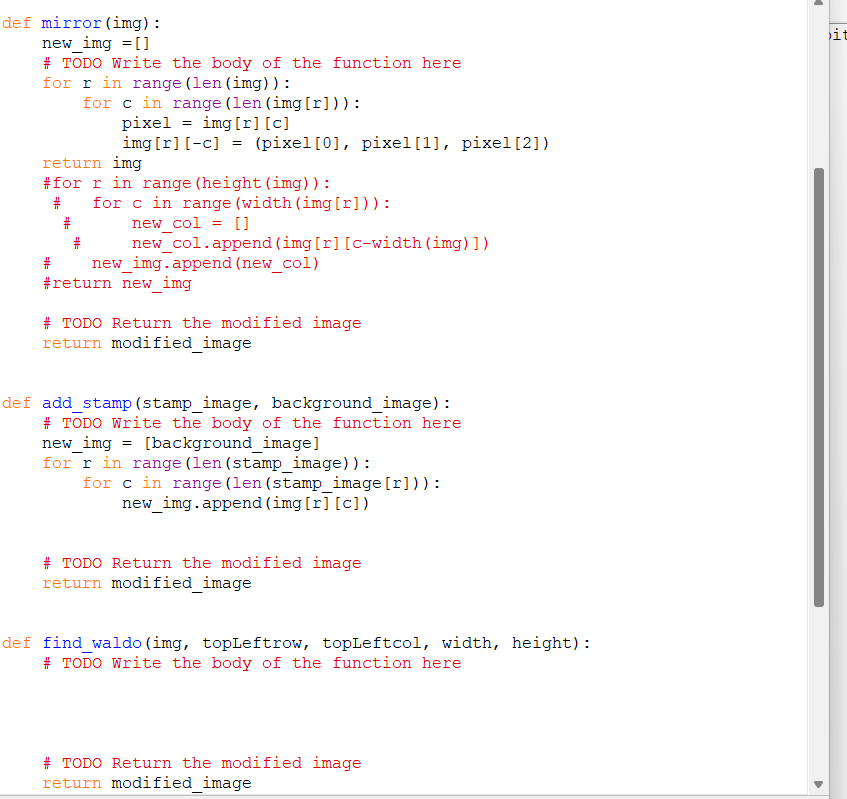 def mirror(img):
    new_img =[]
    # TODO Write the body of the function here
    for r in range(len(img)):
        for c in range(len(img[r])):
            pixel = img[r][c]
            img[r][-c] = (pixel[0], pixel[1], pixel[2])
    return img
    #for r in range(height(img)):
     #   for c in range(width(img[r])):
      #      new_col = []
       #     new_col.append(img[r][c-width(img)])
    #    new_img.append(new_col)
    #return new_img
    # TODO Return the modified image
    return modified_image
def add_stamp(stamp_image, background_image):
    # TODO Write the body of the function here
    new_img = [background_image]
    for r in range(len(stamp_image)):
        for c in range(len(stamp_image[r])):
            new_img.append(img[r][c])
    # TODO Return the modified image
    return modified_image
def find_waldo(img, topLeftrow, topLeftcol, width, height):
    # TODO Write the body of the function here
    # TODO Return the modified image
    return modified_image